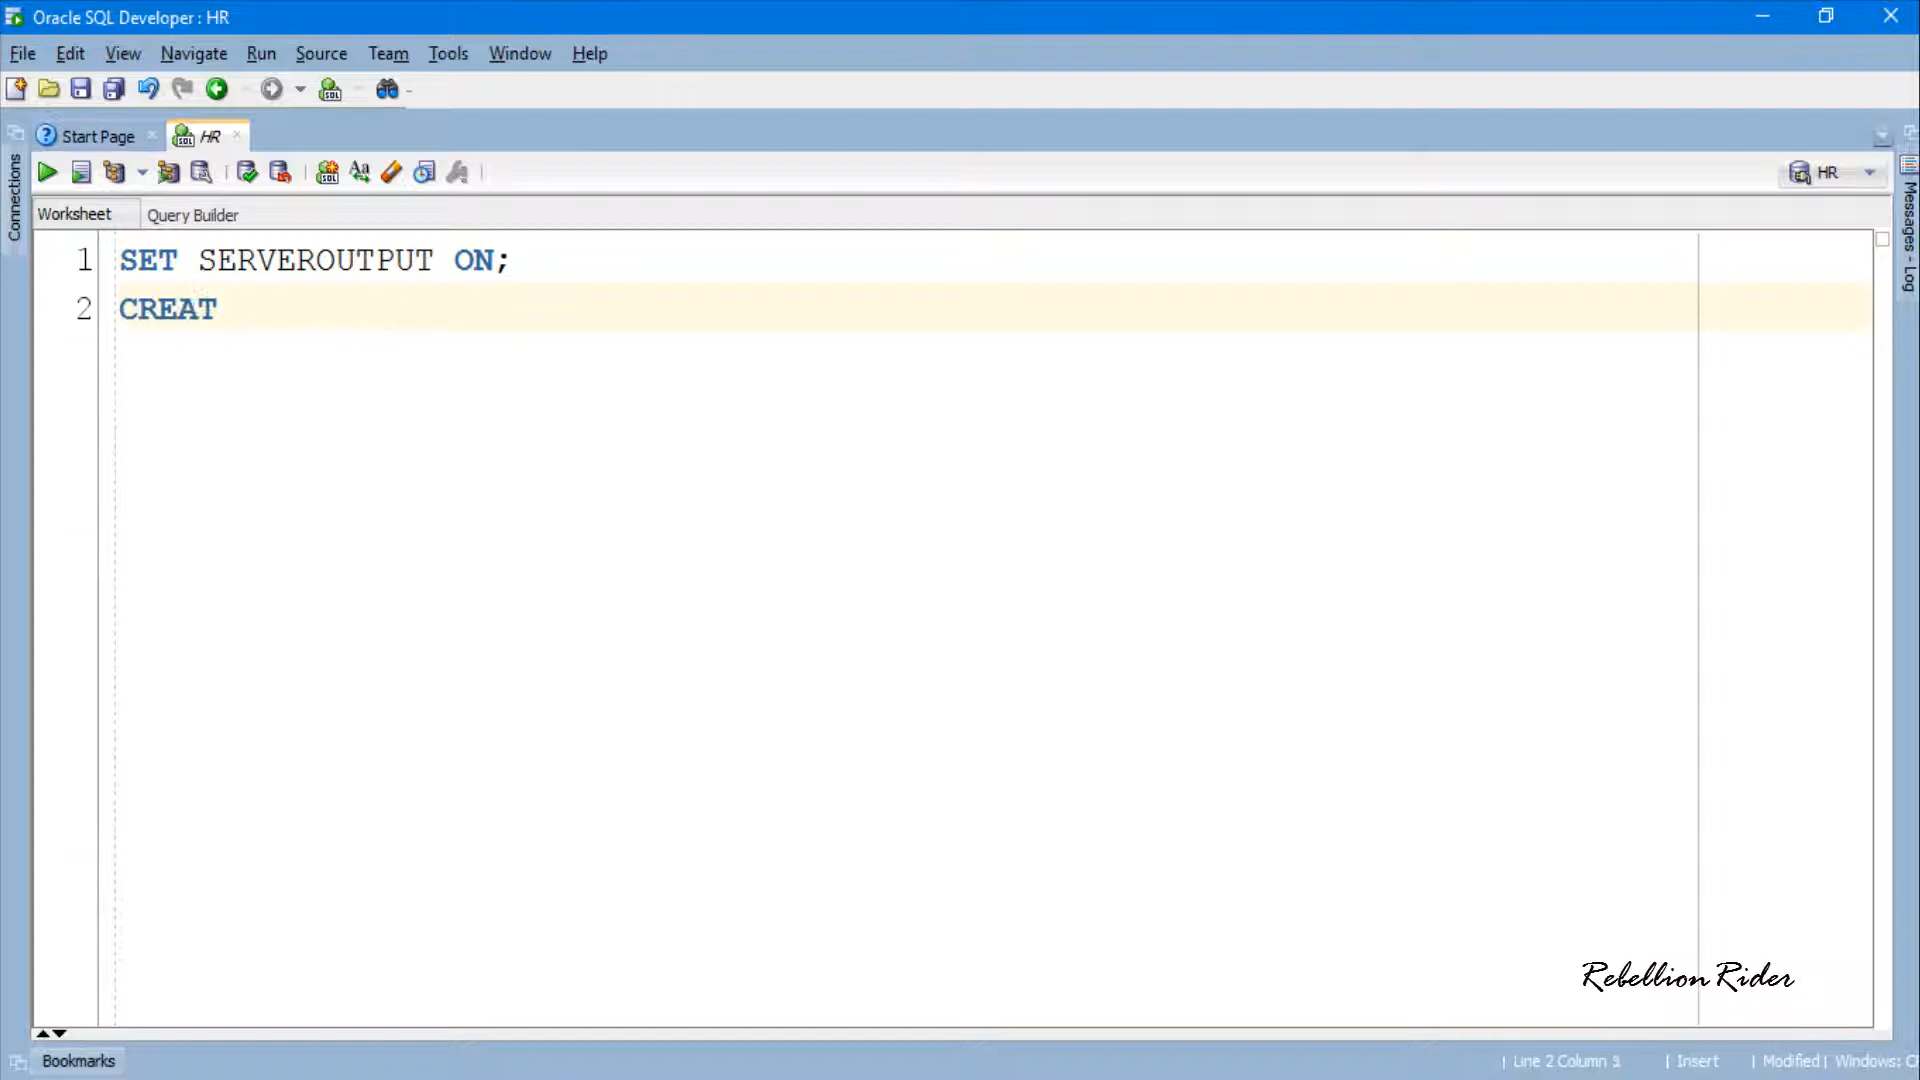 Oracle SQL Developer : HR
File Edit View Navigate Run Source Team Tools Window Help
Start Page HR
HR
Worksheet Query Builder
Connections
Messages - Log
1 SET SERVEROUTPUT ON;
2 CREAT
Rebellion Rider
Bookmarks
Line 2 Column Insert Modified Windows: C